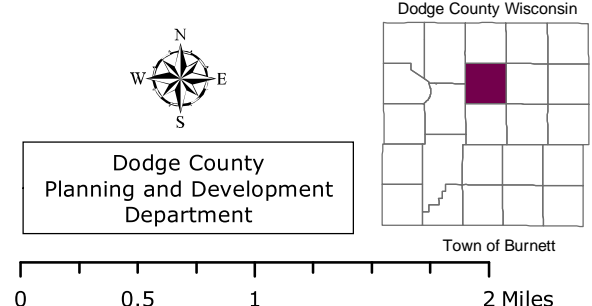 Dodge County Wisconsin
N
W E
S
Dodge County
Planning and Development
Department
Town of Burnett
0 0.5 1 2 Miles